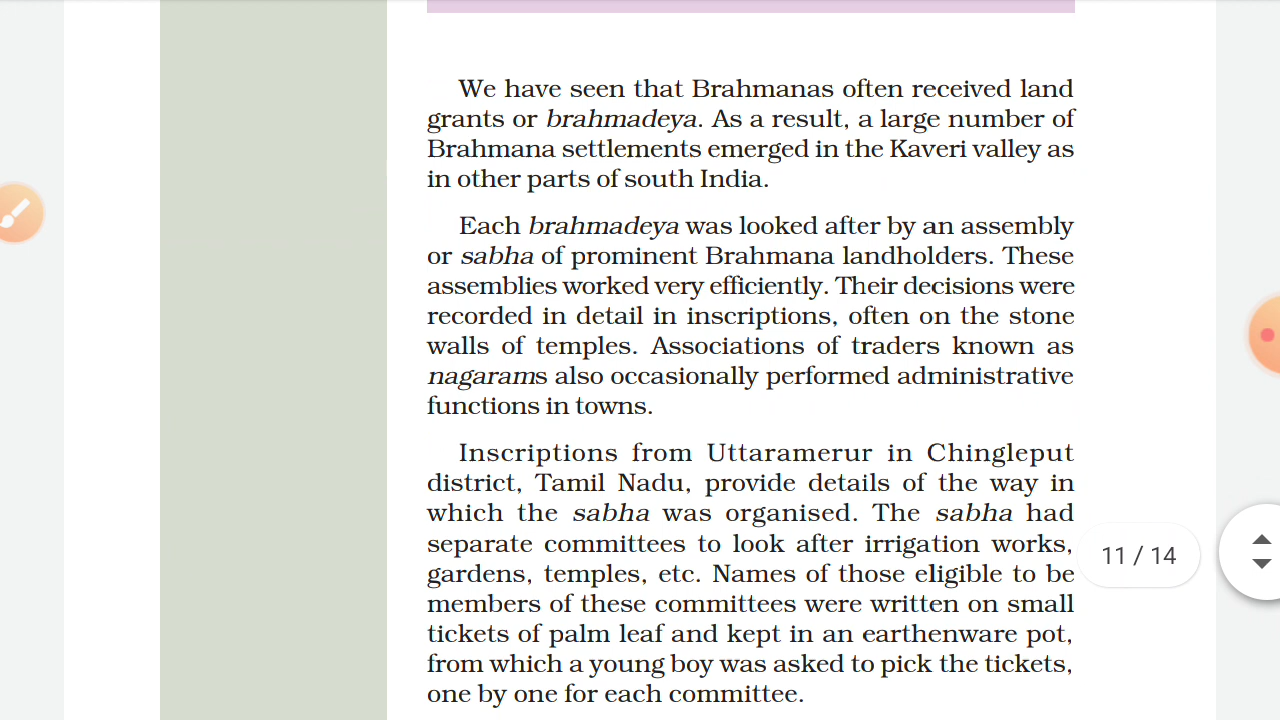 We have seen that Brahmanas often received land
grants or brahmadeya. As a result, a large number of
Brahmana settlements emerged in the Kaveri valley as
in other parts of south India.
Each brahmadeya was looked after by an assembly
or sabha of prominent Brahmana landholders. These
assemblies worked very efficiently. Their decisions were
recorded in detail in inscriptions, often on the stone
walls of temples. Associations of traders known as
nagarams also occasionally performed administrative
functions in towns.
Inscriptions from Uttaramerur in Chingleput
district, Tamil Nadu, provide details of the way in
which the sabha was organised. The sabha had
separate committees to look after irrigation works,
gardens, temples, etc. Names of those eligible to be
members of these committees were written on small
tickets of palm leaf and kept in an earthenware pot,
from which a young boy was asked to pick the tickets,
one by one for each committee.
11 / 14